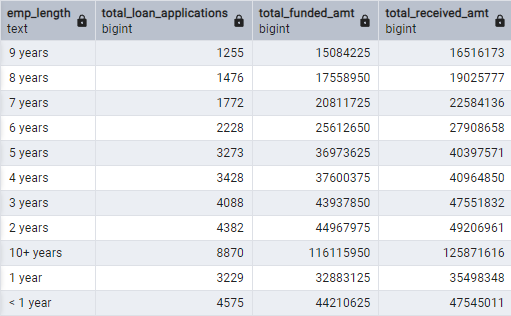 emp_length total_loan_applications total_funded_amt total_received_amt
text bigint bigint bigint
9 years 1255 15084225 16516173
8 years 1476 17558950 19025777
7 years 1772 20811725 22584136
6 years 2228 25612650 27908658
5 years 3273 36973625 40397571
4 years 3428 37600375 40964850
3 years 4088 43937850 47551832
2 years 4382 44967975 49206961
10+ years 8870 116115950 125871616
1 year 3229 32883125 35498348
< 1 year 4575 44210625 47545011